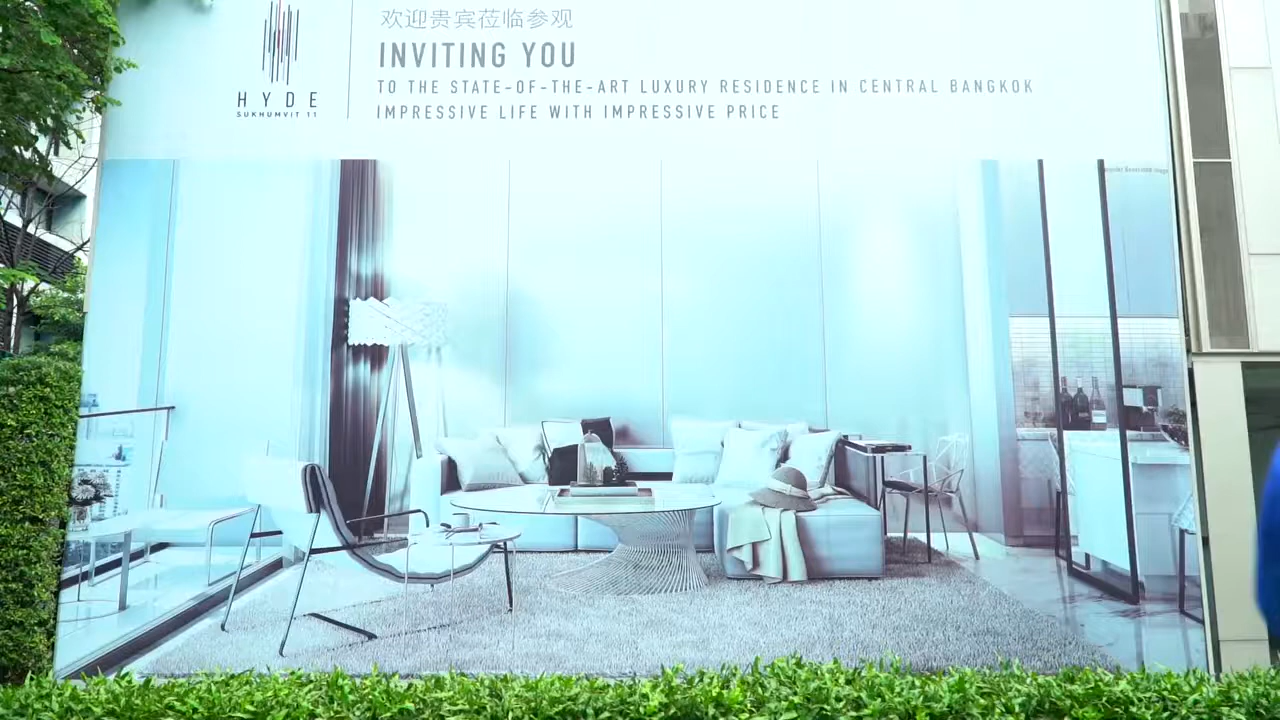 HYDE
SUKHUMVIT 11
欢迎贵宾莅临参观
INVITING YOU
TO THE STATE-OF-THE-ART LUXURY RESIDENCE IN CENTRAL BANGKOK
IMPRESSIVE LIFE WITH IMPRESSIVE PRICE